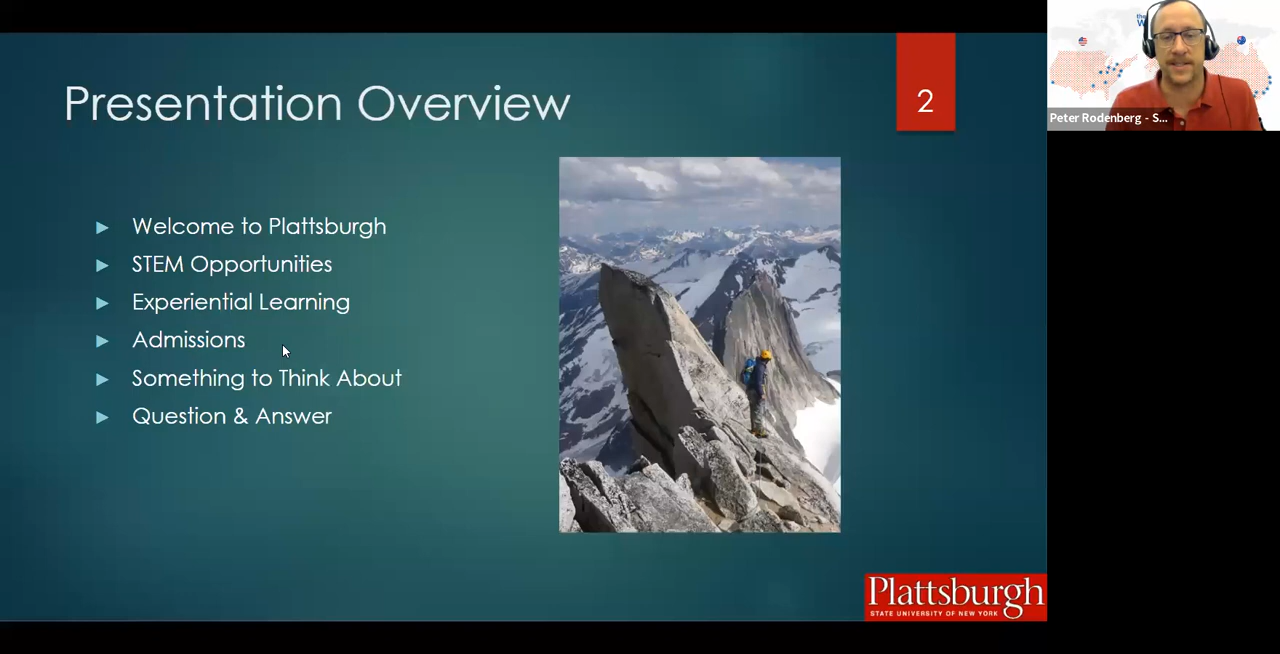 Presentation Overview
2
Welcome to Plattsburgh
STEM Opportunities
Experiential Learning
Admissions
Something to Think About
Question & Answer
Plattsburgh
STATE UNIVERSITY OF NEW YORK
the
W
Peter Rodenberg - S...